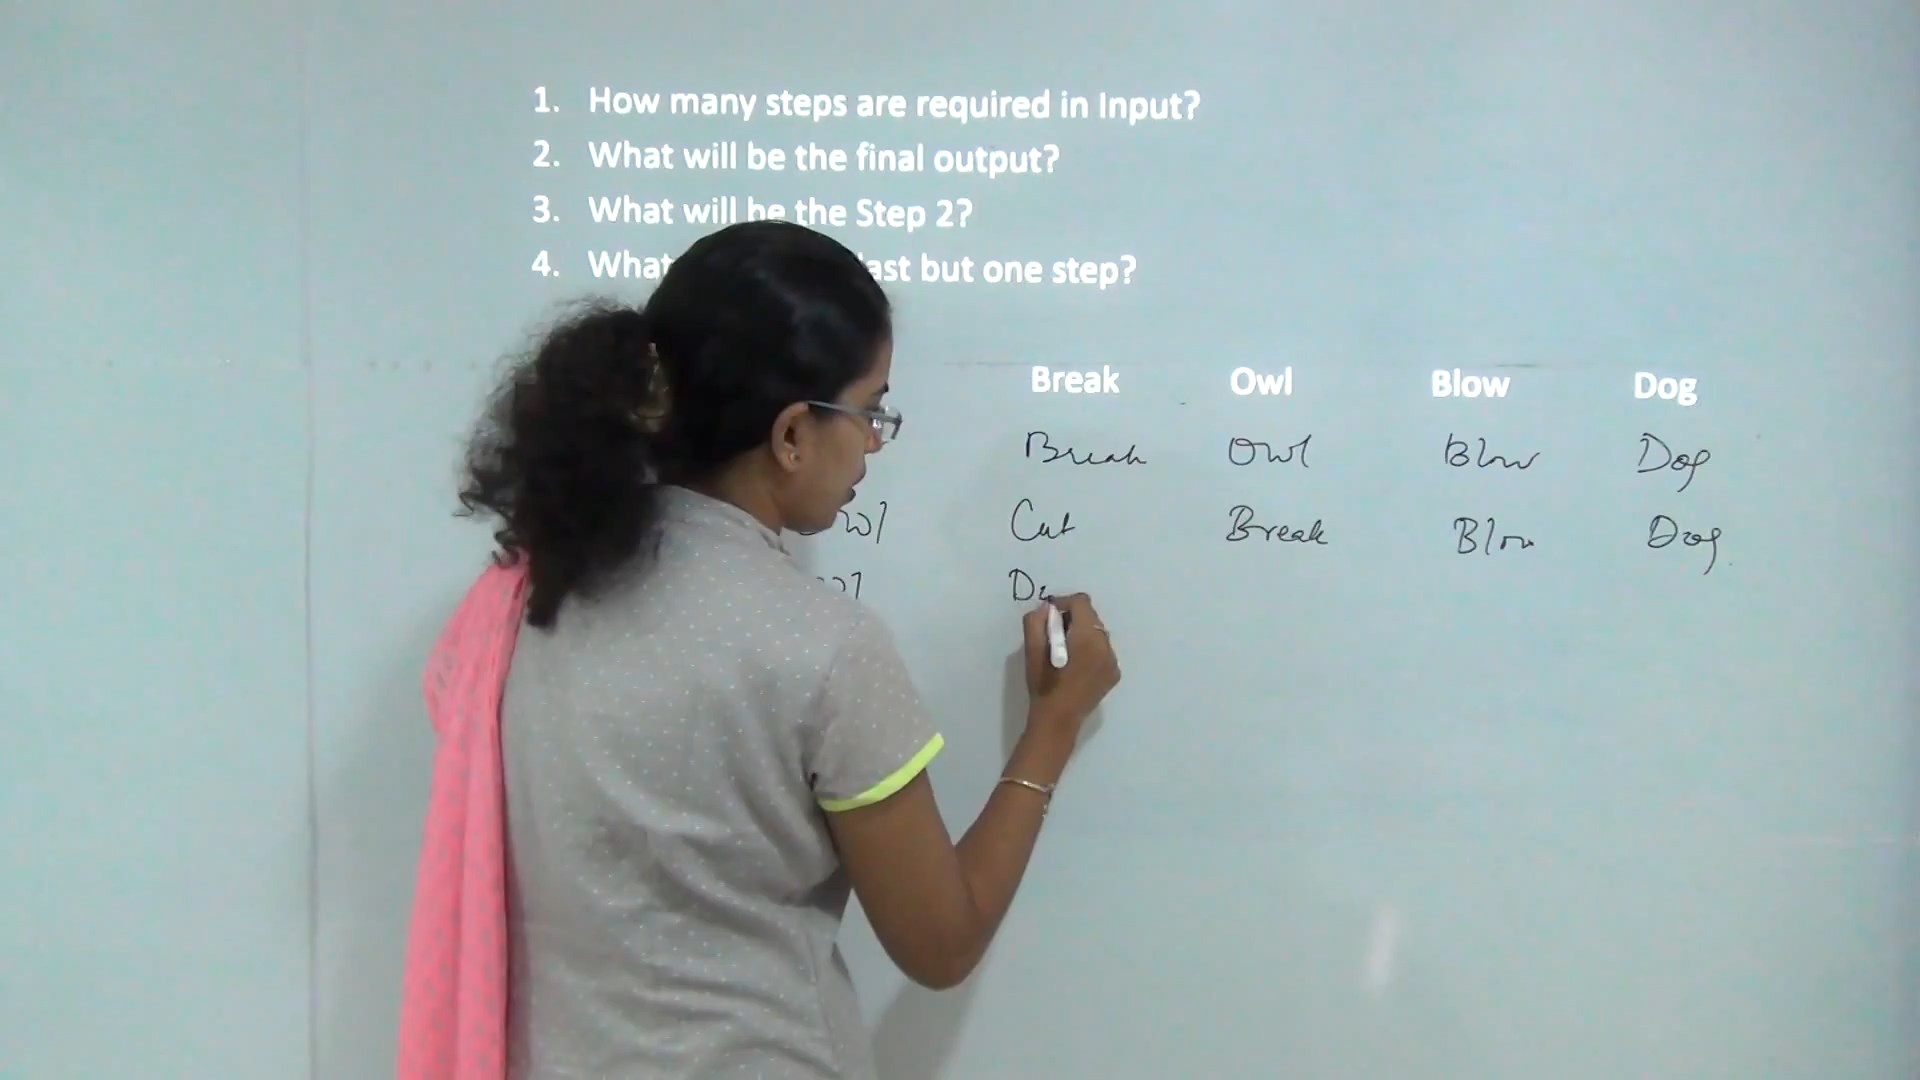 1. How many steps are required in Input?
2. What will be the final output?
3. What will be the Step 2?
4. What last but one step?
Break Owl Blow Dog
Break Owl Blow Dog
Cut Break Blow Dog